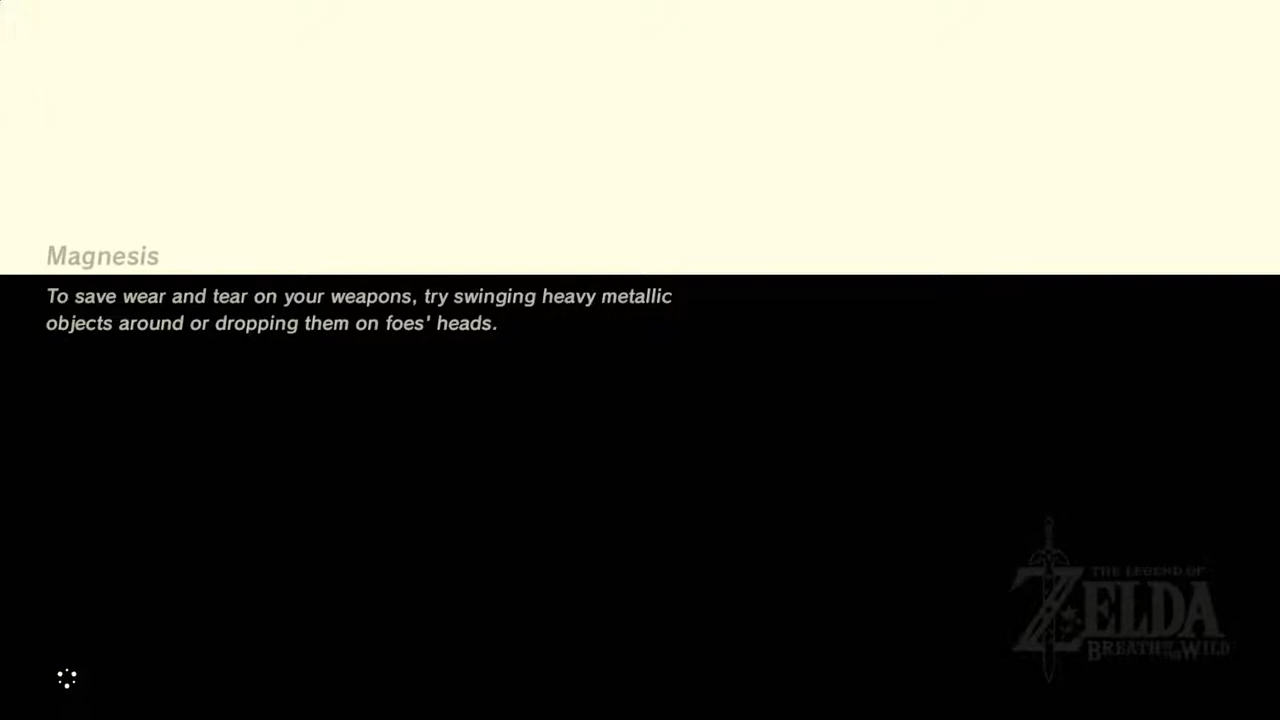 Magnesis
To save wear and tear on your weapons, try swinging heavy metallic
objects around or dropping them on foes' heads.
THE LEGEND OF
ZELDA
BREATH OF THE WILD